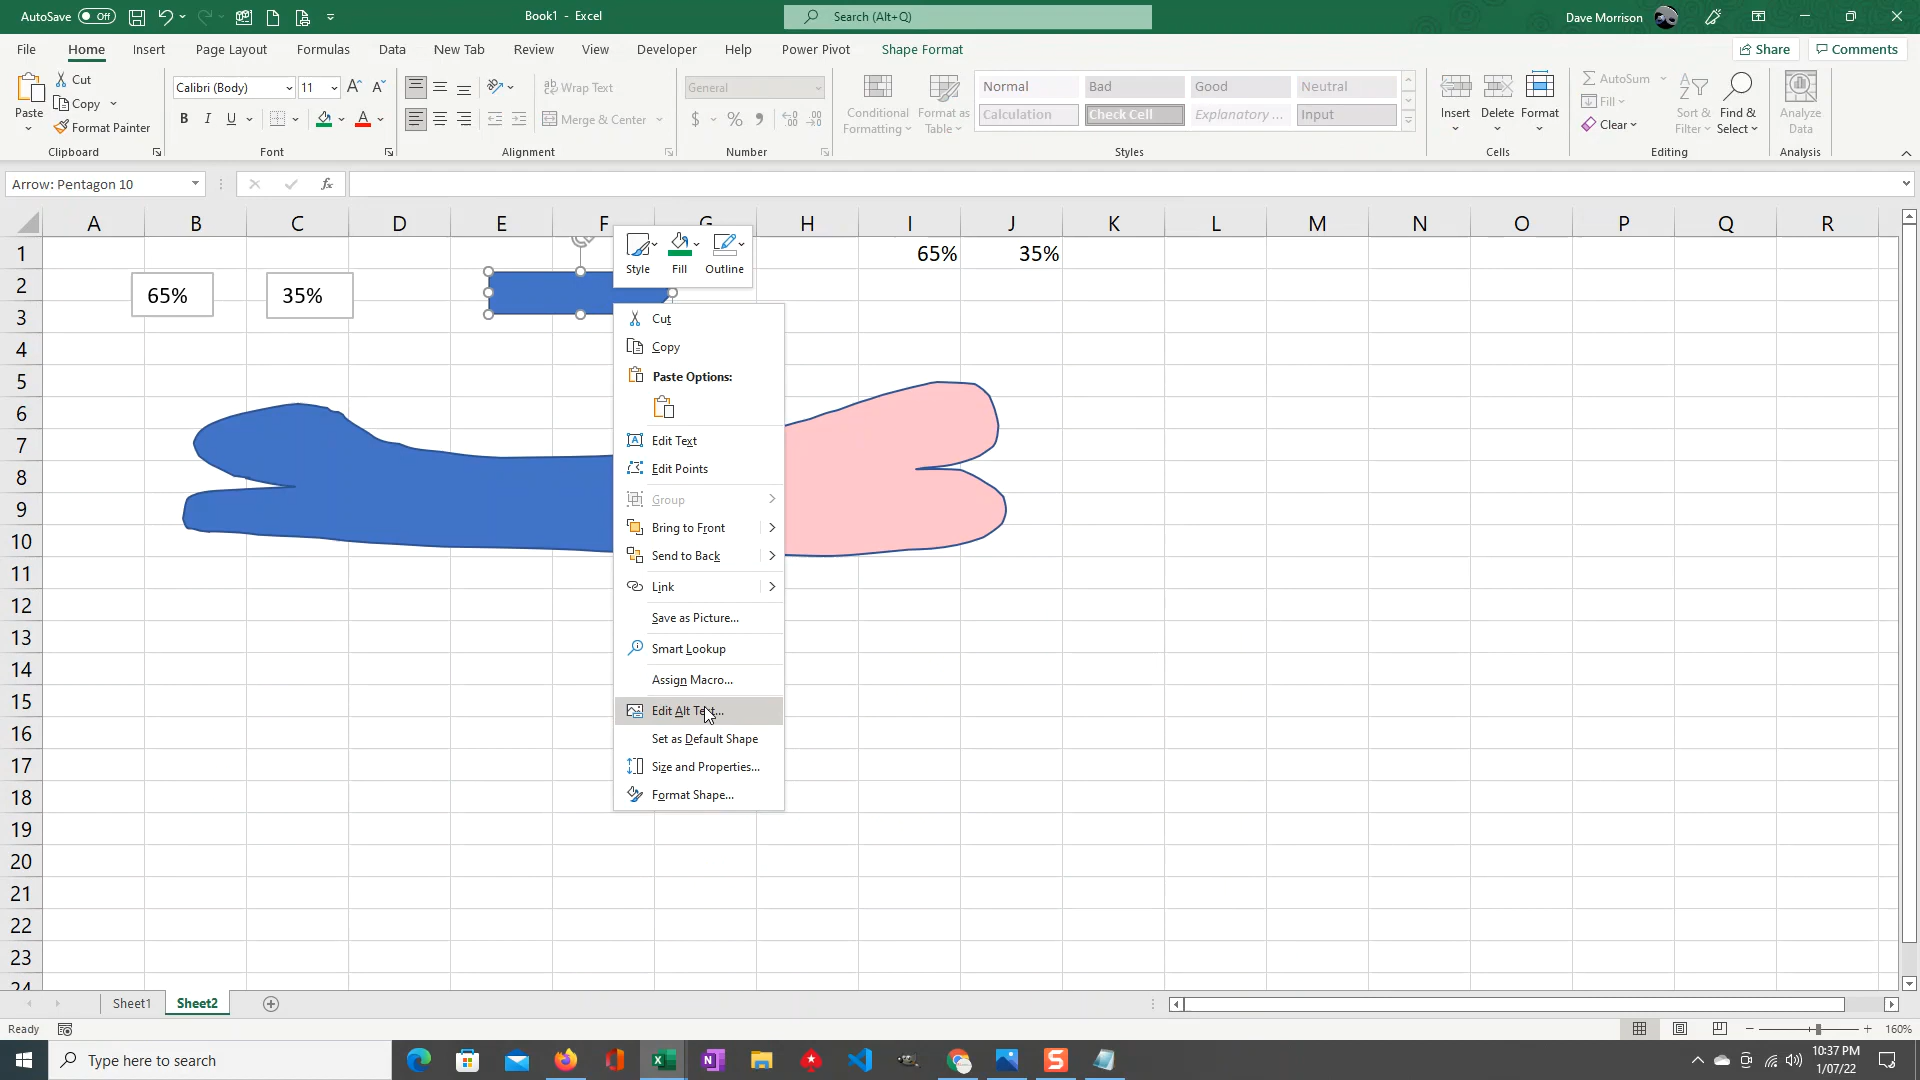 AutoSave Off Book1 - Excel Search (Alt+Q) Dave Morrison
File Home Insert Page Layout Formulas Data New Tab Review View Developer Help Power Pivot Shape Format Share Comments
Paste Cut Copy Format Painter
Calibri (Body) 11
B I U
Wrap Text
Merge & Center
General
Conditional Formatting
Format as Table
Normal Bad Good Neutral
Calculation Check Cell Explanatory ... Input
Insert Delete Format
AutoSum
Fill
Clear
Sort & Filter
Find & Select
Analyze Data
Clipboard Font Alignment Number Styles Cells Editing Analysis
Arrow: Pentagon 10 fx
A B C D E F G H I J K L M N O P Q R
1 65% 35%
2
65% 35%
3
4
5
6
7
8
9
10
11
12
13
14
15
16
17
18
19
20
21
22
23
24
Style Fill Outline
Cut
Copy
Paste Options:
Edit Text
Edit Points
Group
Bring to Front
Send to Back
Link
Save as Picture...
Smart Lookup
Assign Macro...
Edit Alt Text...
Set as Default Shape
Size and Properties...
Format Shape...
Sheet1 Sheet2
Ready 160%
Type here to search
10:37 PM
1/07/22